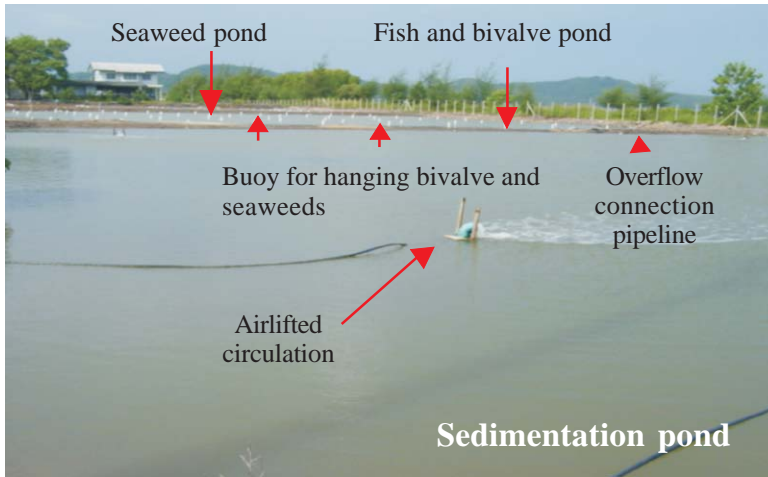 Seaweed pond
Fish and bivalve pond
Buoy for hanging bivalve and
seaweeds
Overflow
connection
pipeline
Airlifted
circulation
Sedimentation pond